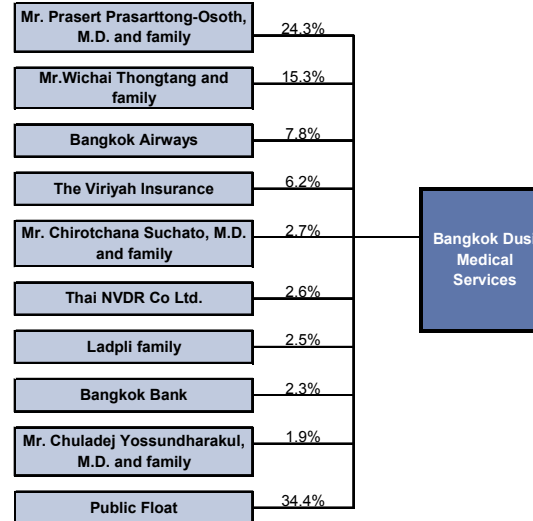 Mr. Prasert Prasarttong-Osoth,
M.D. and family
24.3%
Mr.Wichai Thongtang and
family
15.3%
Bangkok Airways
7.8%
The Viriyah Insurance
6.2%
Mr. Chirotchana Suchato, M.D.
and family
2.7%
Bangkok Dusi
Medical
Services
Thai NVDR Co Ltd.
2.6%
Ladpli family
2.5%
Bangkok Bank
2.3%
Mr. Chuladej Yossundharakul,
M.D. and family
1.9%
Public Float
34.4%